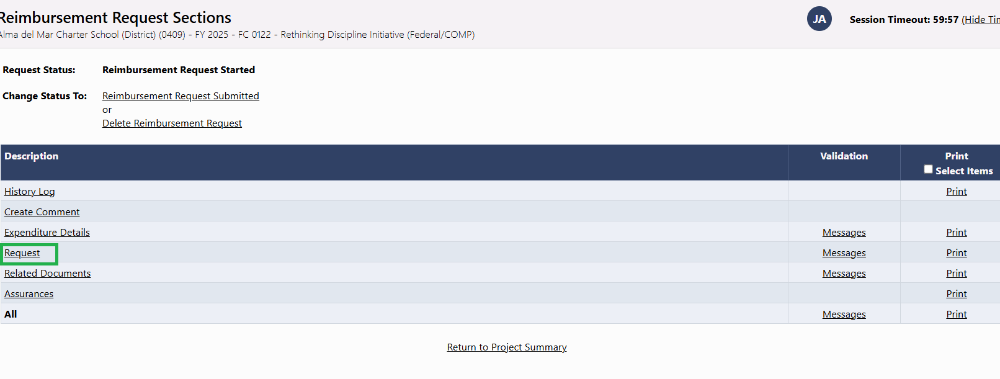 Reimbursement Request Sections
Alma del Mar Charter School (District) (0409) - FY 2025 - FC 0122 - Rethinking Discipline Initiative (Federal/COMP)
JA
Session Timeout: 59:57 (Hide Tim
Request Status: Reimbursement Request Started
Change Status To: Reimbursement Request Submitted
or
Delete Reimbursement Request
Description Validation Print
Select Items
History Log Print
Create Comment
Expenditure Details Messages Print
Request Messages Print
Related Documents Messages Print
Assurances Print
All Messages Print
Return to Project Summary